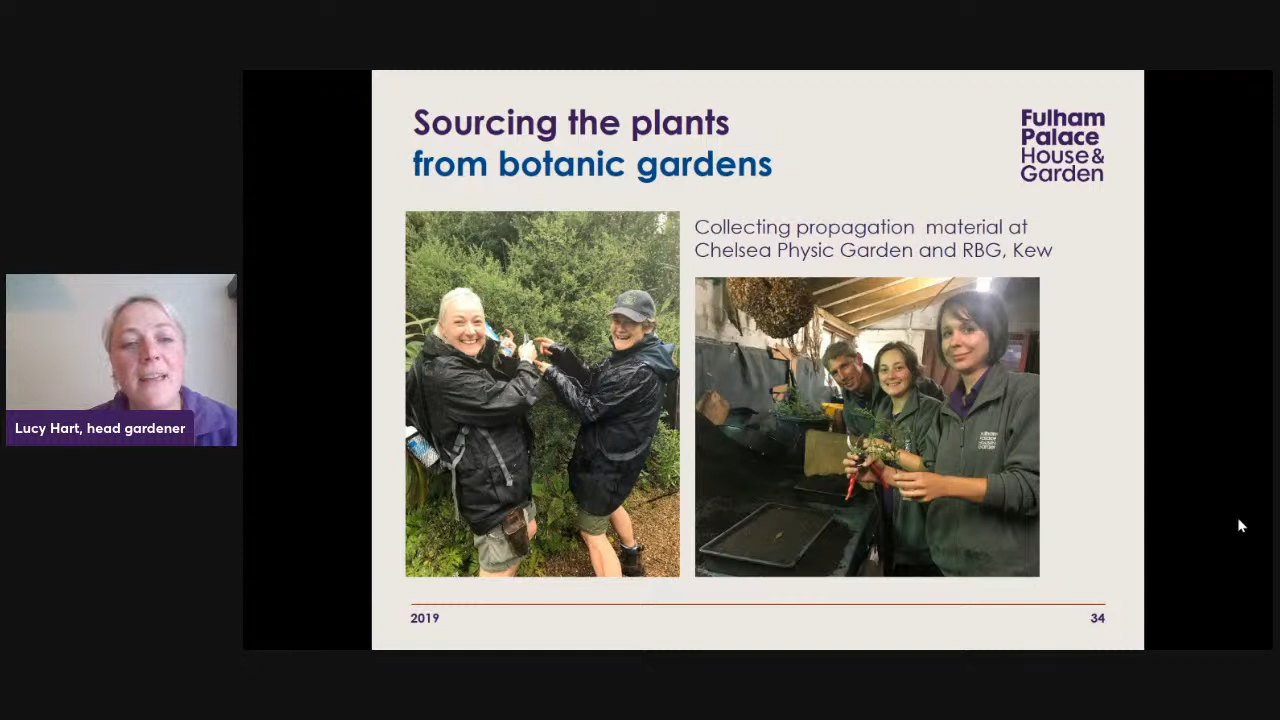 Sourcing the plants
from botanic gardens
Fulham
Palace
House &
Garden
Collecting propagation material at
Chelsea Physic Garden and RBG, Kew
Lucy Hart, head gardener
2019
34